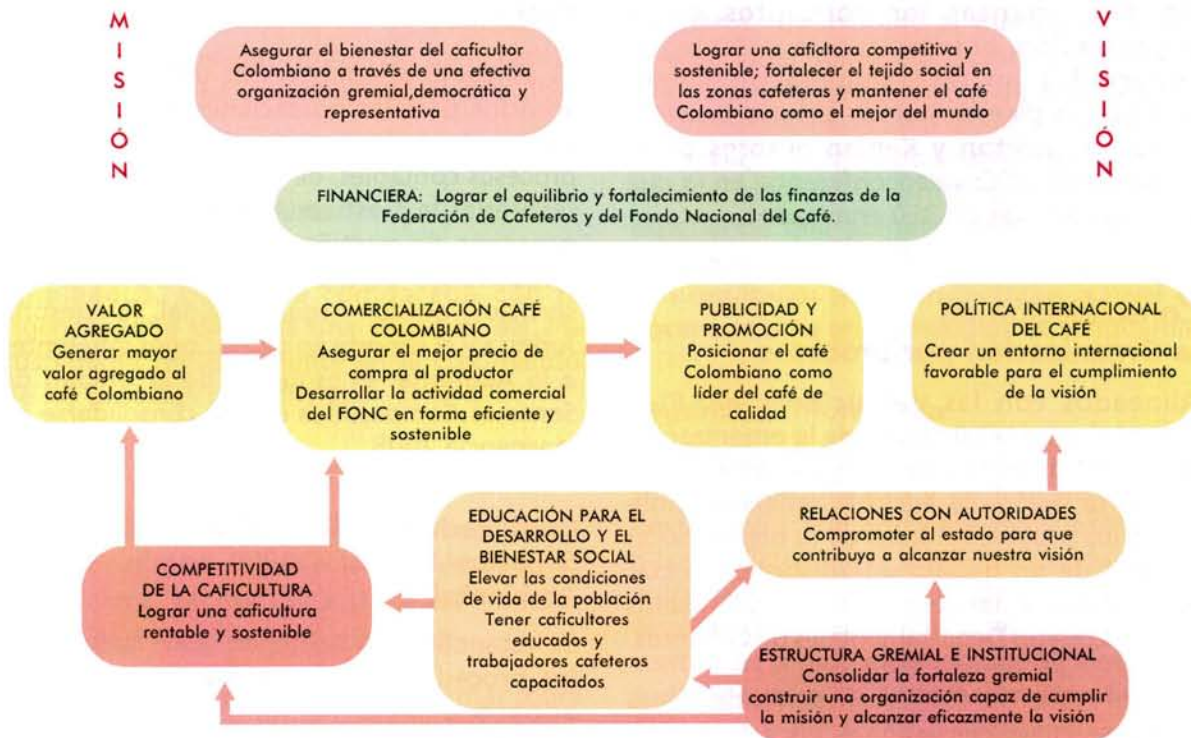 MISIÓN
Asegurar el bienestar del caficultor
Colombiano a través de una efectiva
organización gremial,democrática y
representativa
Lograr una caficltora competitiva y
sostenible; fortalecer el tejido social en
las zonas cafeteras y mantener el café
Colombiano como el mejor del mundo
VISIÓN
FINANCIERA: Lograr el equilibrio y fortalecimiento de las finanzas de la
Federación de Cafeteros y del Fondo Nacional del Café.
VALOR
AGREGADO
Generar mayor
valor agregado al
café Colombiano
COMERCIALIZACIÓN CAFÉ
COLOMBIANO
Asegurar el mejor precio de
compra al productor
Desarrollar la actividad comercial
del FONC en forma eficiente y
sostenible
PUBLICIDAD Y
PROMOCIÓN
Posicionar el café
Colombiano como
líder del café de
calidad
POLÍTICA INTERNACIONAL
DEL CAFÉ
Crear un entorno internacional
favorable para el cumplimiento
de la visión
COMPETITIVIDAD
DE LA CAFICULTURA
Lograr una caficultura
rentable y sostenible
EDUCACIÓN PARA EL
DESARROLLO Y EL
BIENESTAR SOCIAL
Elevar las condiciones
de vida de la población
Tener caficultores
educados y
trabajadores cafeteros
capacitados
RELACIONES CON AUTORIDADES
Comprometer al estado para que
contribuya a alcanzar nuestra visión
ESTRUCTURA GREMIAL E INSTITUCIONAL
Consolidar la fortaleza gremial
construir una organización capaz de cumplir
la misión y alcanzar eficazmente la visión